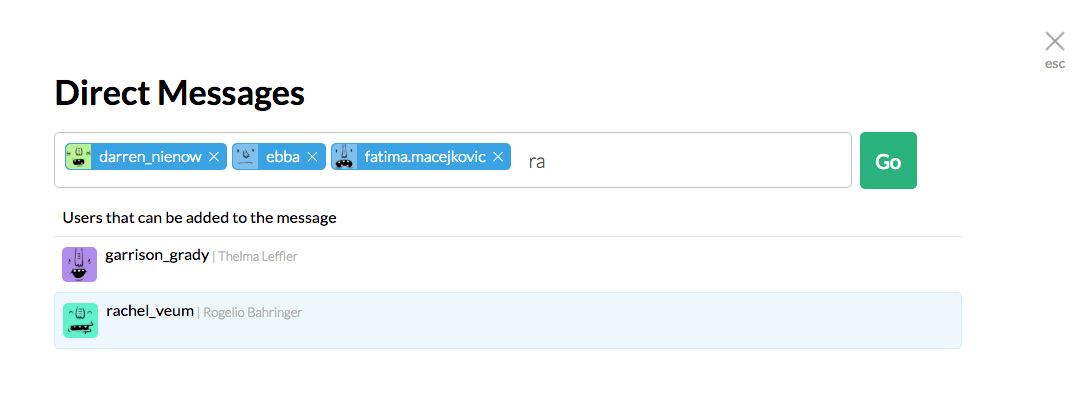 esc
Direct Messages
darren_nienow ebba fatima.macejkovic ra Go
Users that can be added to the message
garrison_grady | Thelma Leffler
rachel_veum | Rogelio Bahringer